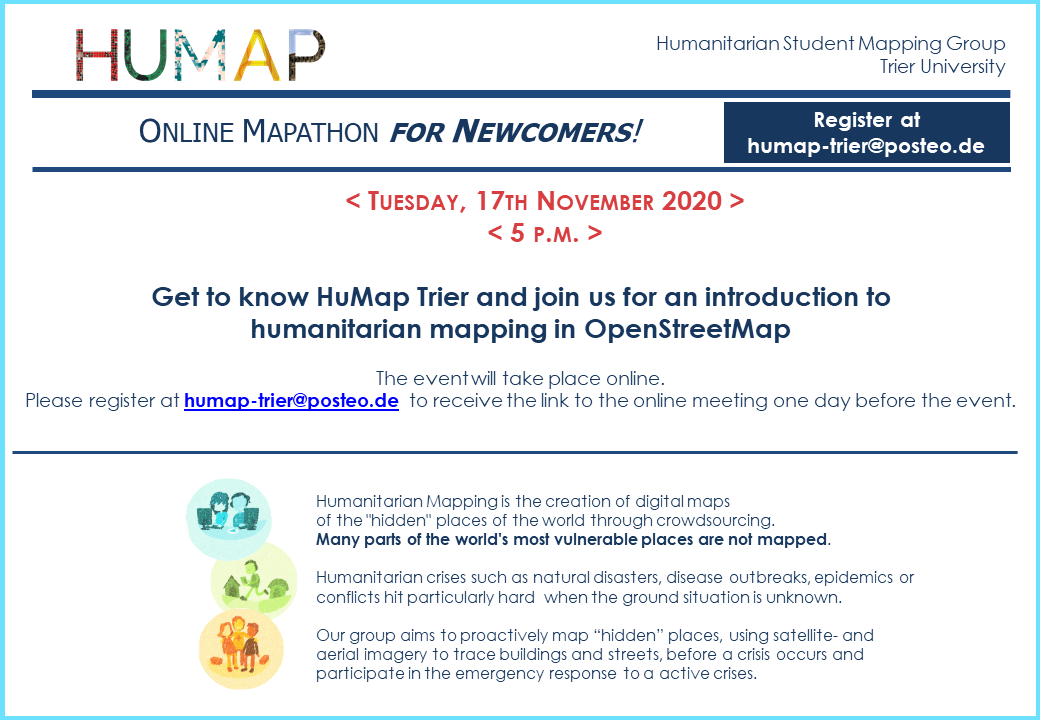 HUMAP
Humanitarian Student Mapping Group
Trier University
ONLINE MAPATHON FOR NEWCOMERS!
Register at
humap-trier@posteo.de
< TUESDAY, 17TH NOVEMBER 2020 >
< 5 P.M. >
Get to know HuMap Trier and join us for an introduction to
humanitarian mapping in OpenStreetMap
The event will take place online.
Please register at humap-trier@posteo.de to receive the link to the online meeting one day before the event.
Humanitarian Mapping is the creation of digital maps
of the "hidden" places of the world through crowdsourcing.
Many parts of the world's most vulnerable places are not mapped.
Humanitarian crises such as natural disasters, disease outbreaks, epidemics or
conflicts hit particularly hard when the ground situation is unknown.
Our group aims to proactively map “hidden” places, using satellite- and
aerial imagery to trace buildings and streets, before a crisis occurs and
participate in the emergency response to a active crises.